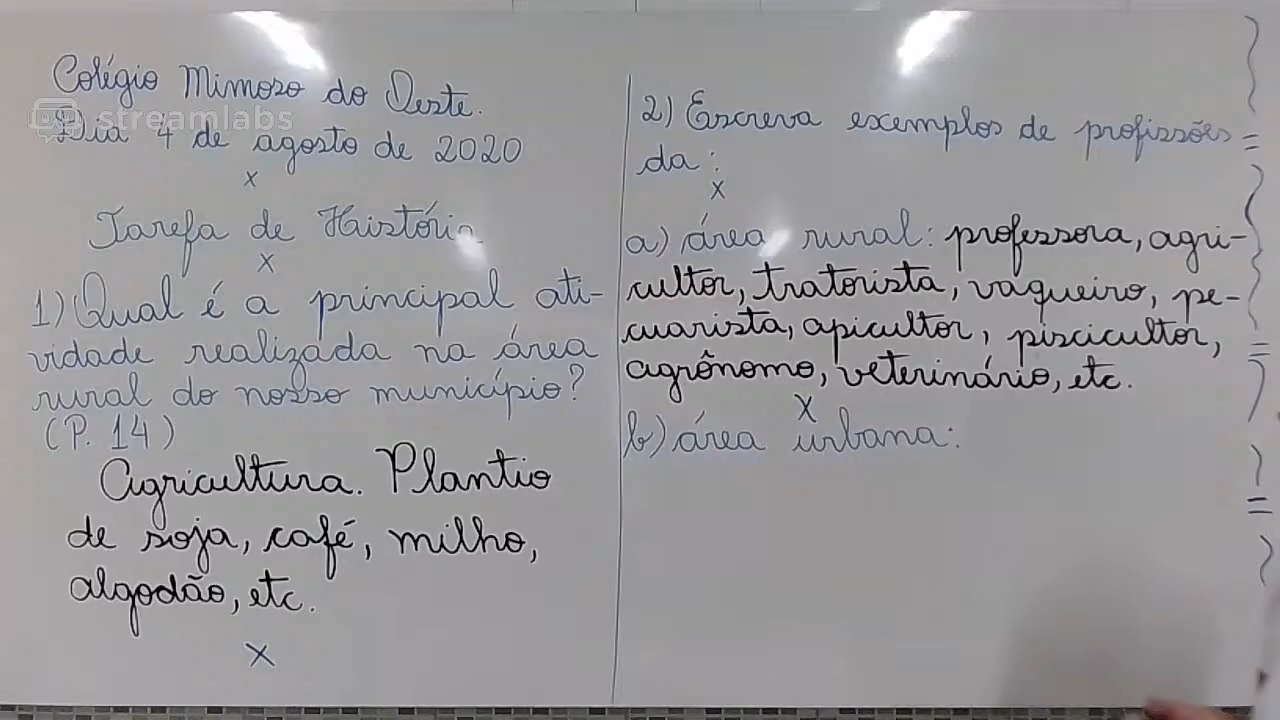 Colégio Mimoso do Oeste.
streamlabs
Dia 4 de agosto de 2020
x
Tarefa de História
x
1) Qual é a principal ati-
vidade realizada na área
rural do nosso município?
(P. 14)
Agricultura. Plantio
de soja, café, milho,
algodão, etc.
x
2) Escreva exemplos de profissões
da:
x
a) área rural: professora, agri-
cultor, tratorista, vaqueiro, pe-
cuarista, apicultor, piscicultor,
agrônomo, veterinário, etc.
x
b) área urbana: